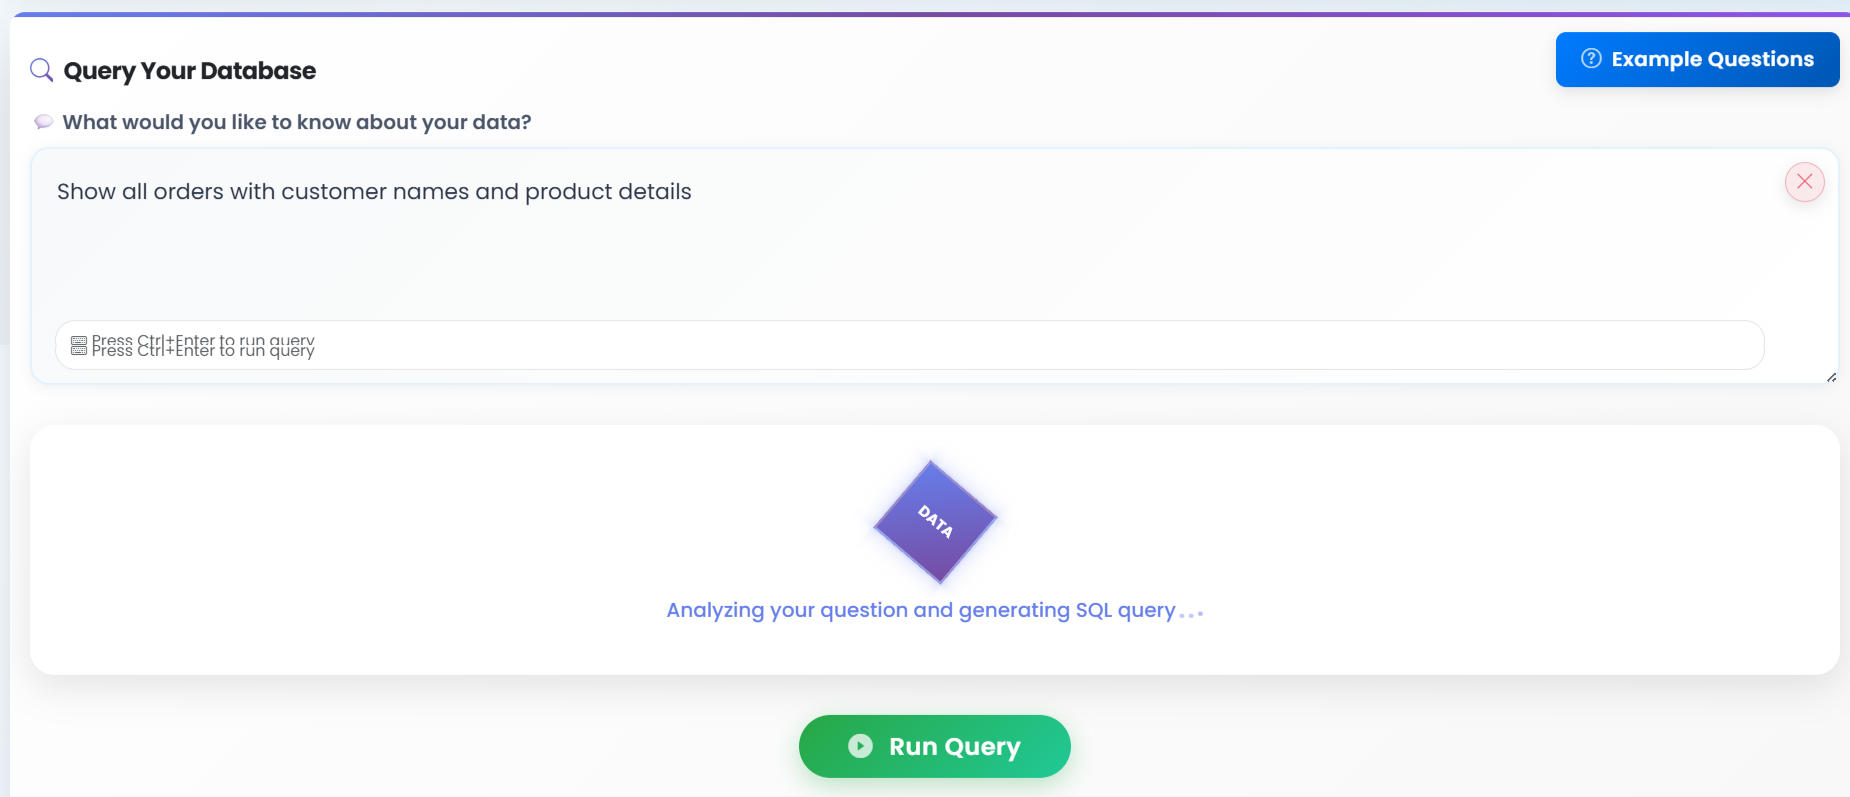 Query Your Database
Example Questions
What would you like to know about your data?
Show all orders with customer names and product details
Press Ctrl+Enter to run query
Press Ctrl+Enter to run query
DATA
Analyzing your question and generating SQL query...
Run Query